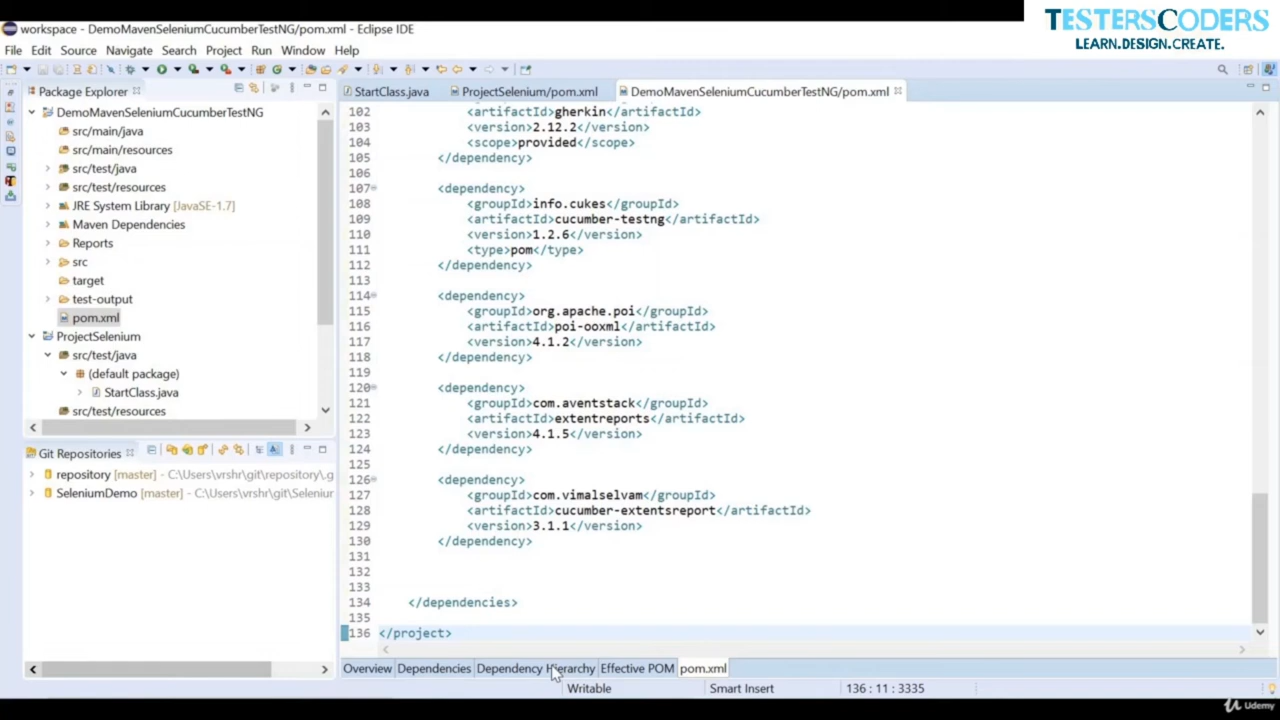 workspace - DemoMavenSeleniumCucumberTestNG/pom.xml - Eclipse IDE
TESTERSCODERS
LEARN.DESIGN.CREATE.
File Edit Source Navigate Search Project Run Window Help
Package Explorer
StartClass.java ProjectSelenium/pom.xml DemoMavenSeleniumCucumberTestNG/pom.xml
DemoMavenSeleniumCucumberTestNG
src/main/java
src/main/resources
src/test/java
src/test/resources
JRE System Library [JavaSE-1.7]
Maven Dependencies
Reports
src
target
test-output
pom.xml
ProjectSelenium
src/test/java
(default package)
StartClass.java
src/test/resources
Git Repositories
repository [master] - C:\Users\vrshr\git\repository\.g
SeleniumDemo [master] - C:\Users\vrshr\git\Seleniur
102 <artifactId>gherkin</artifactId>
103 <version>2.12.2</version>
104 <scope>provided</scope>
105 </dependency>
106
107 <dependency>
108 <groupId>info.cukes</groupId>
109 <artifactId>cucumber-testng</artifactId>
110 <version>1.2.6</version>
111 <type>pom</type>
112 </dependency>
113
114 <dependency>
115 <groupId>org.apache.poi</groupId>
116 <artifactId>poi-ooxml</artifactId>
117 <version>4.1.2</version>
118 </dependency>
119
120 <dependency>
121 <groupId>com.aventstack</groupId>
122 <artifactId>extentreports</artifactId>
123 <version>4.1.5</version>
124 </dependency>
125
126 <dependency>
127 <groupId>com.vimalselvam</groupId>
128 <artifactId>cucumber-extentsreport</artifactId>
129 <version>3.1.1</version>
130 </dependency>
131
132
133
134 </dependencies>
135
136 </project>
Overview Dependencies Dependency Hierarchy Effective POM pom.xml
Writable Smart Insert 136 : 11 : 3335
Udemy